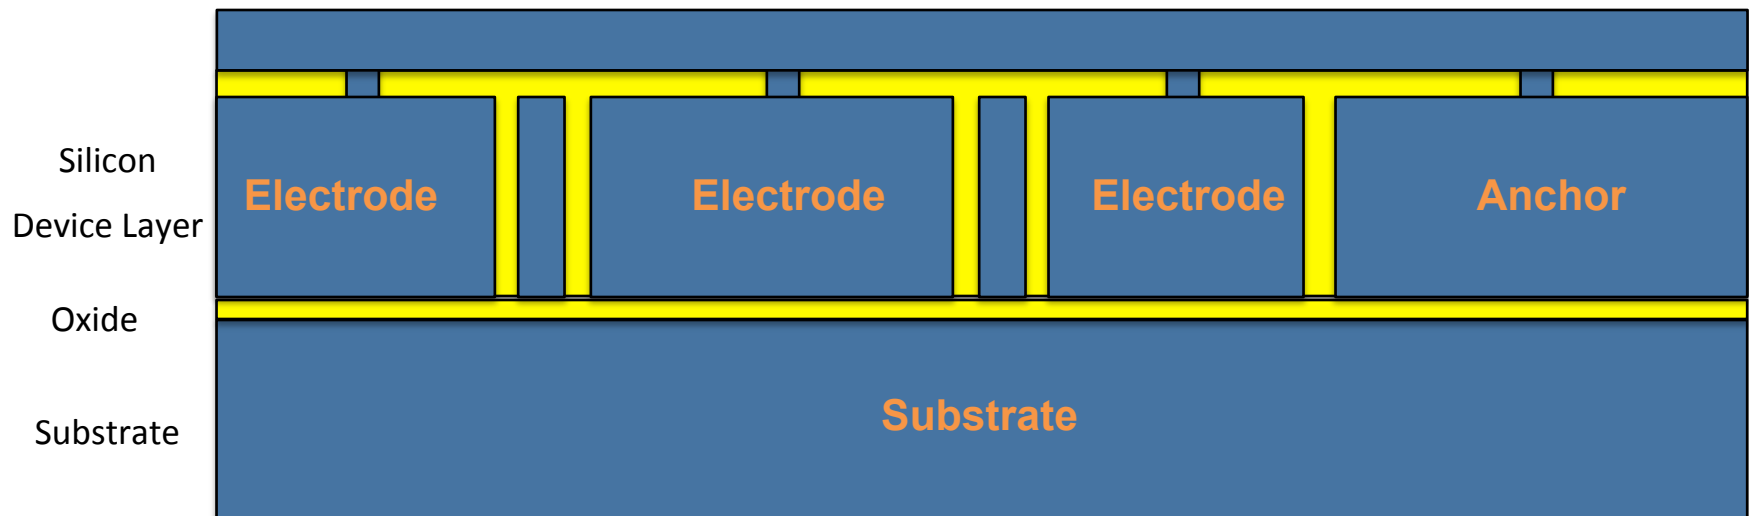 Silicon
Device Layer
Electrode
Electrode
Electrode
Anchor
Oxide
Substrate
Substrate